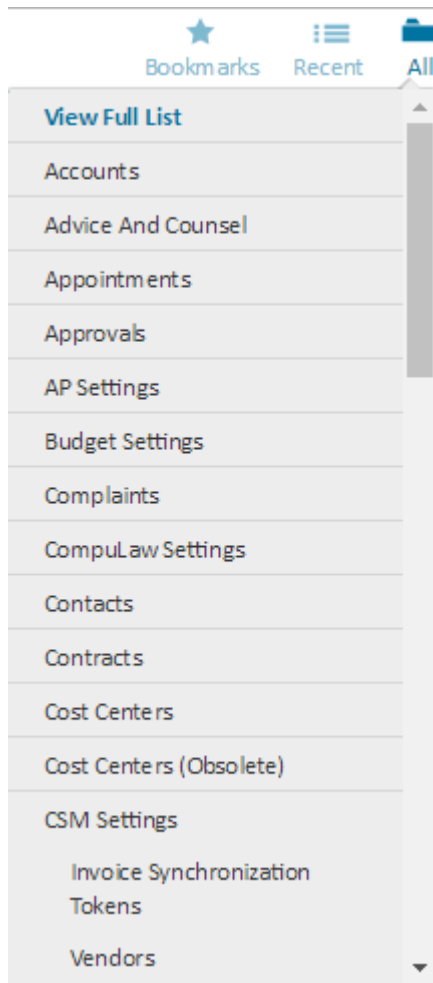 Bookmarks Recent All
View Full List
Accounts
Advice And Counsel
Appointments
Approvals
AP Settings
Budget Settings
Complaints
CompuLaw Settings
Contacts
Contracts
Cost Centers
Cost Centers (Obsolete)
CSM Settings
Invoice Synchronization
Tokens
Vendors